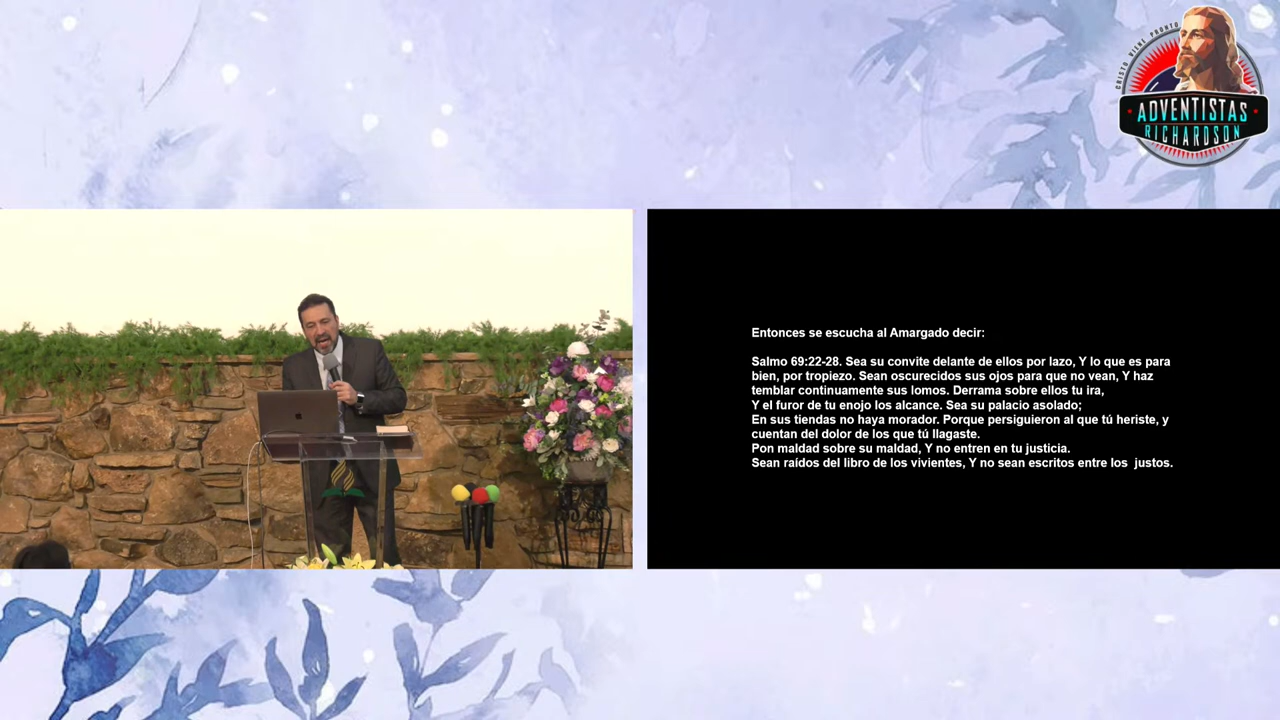 CRISTO VIENE PRONTO
ADVENTISTAS
RICHARDSON
Entonces se escucha al Amargado decir:
Salmo 69:22-28. Sea su convite delante de ellos por lazo, Y lo que es para
bien, por tropiezo. Sean oscurecidos sus ojos para que no vean, Y haz
temblar continuamente sus lomos. Derrama sobre ellos tu ira,
Y el furor de tu enojo los alcance. Sea su palacio asolado;
En sus tiendas no haya morador. Porque persiguieron al que tú heriste, y
cuentan del dolor de los que tú llagaste.
Pon maldad sobre su maldad, Y no entren en tu justicia.
Sean raídos del libro de los vivientes, Y no sean escritos entre los  justos.